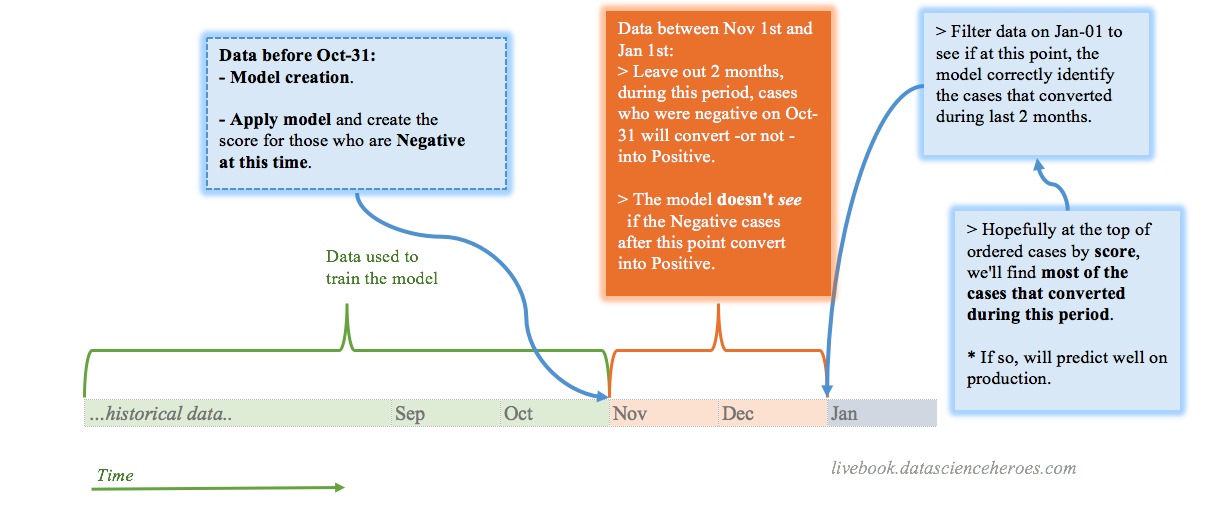 Data before Oct-31:
- Model creation.
- Apply model and create the
score for those who are Negative
at this time.
Data between Nov 1st and
Jan 1st:
> Leave out 2 months,
during this period, cases
who were negative on Oct-
31 will convert -or not -
into Positive.
> The model doesn't see
if the Negative cases
after this point convert
into Positive.
> Filter data on Jan-01 to
see if at this point, the
model correctly identify
the cases that converted
during last 2 months.
> Hopefully at the top of
ordered cases by score,
we'll find most of the
cases that converted
during this period.
* If so, will predict well on
production.
Data used to
train the model
...historical data..
Sep
Oct
Nov
Dec
Jan
Time
livebook.datascienceheroes.com